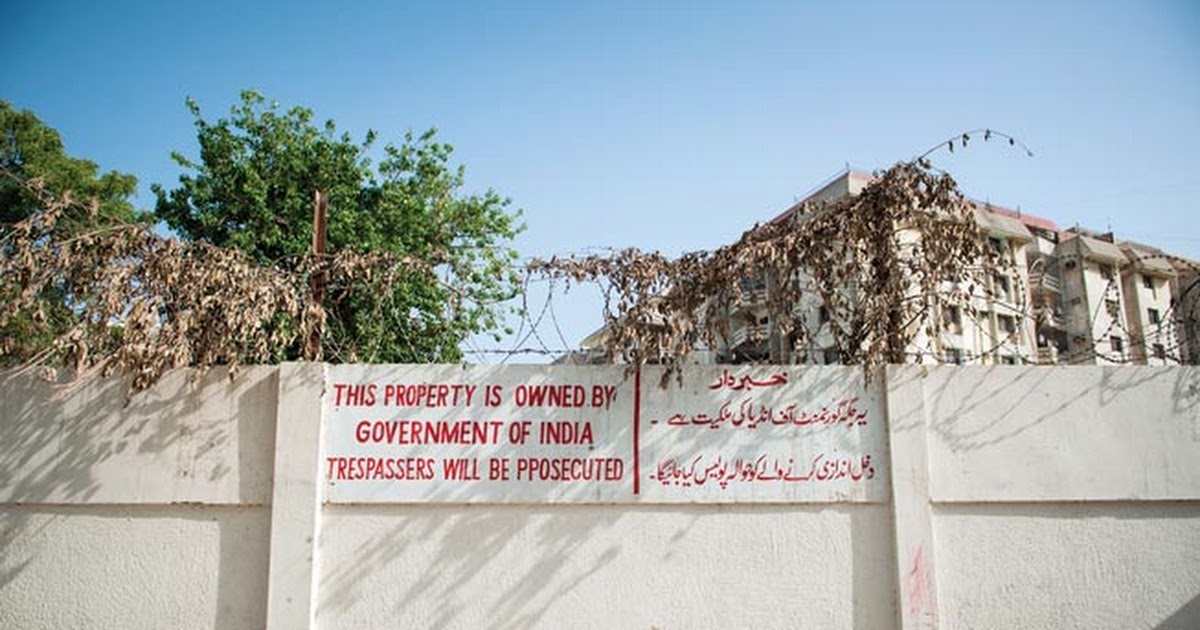 THIS PROPERTY IS OWNED BY
GOVERNMENT OF INDIA
TRESPASSERS WILL BE PPOSECUTED
خبردار
یہ جگہ گورنمنٹ آف انڈیا کی ملکیت ہے ۔
دخل اندازی کرنے والے کو حوالہ پولیس کیا جائیگا۔